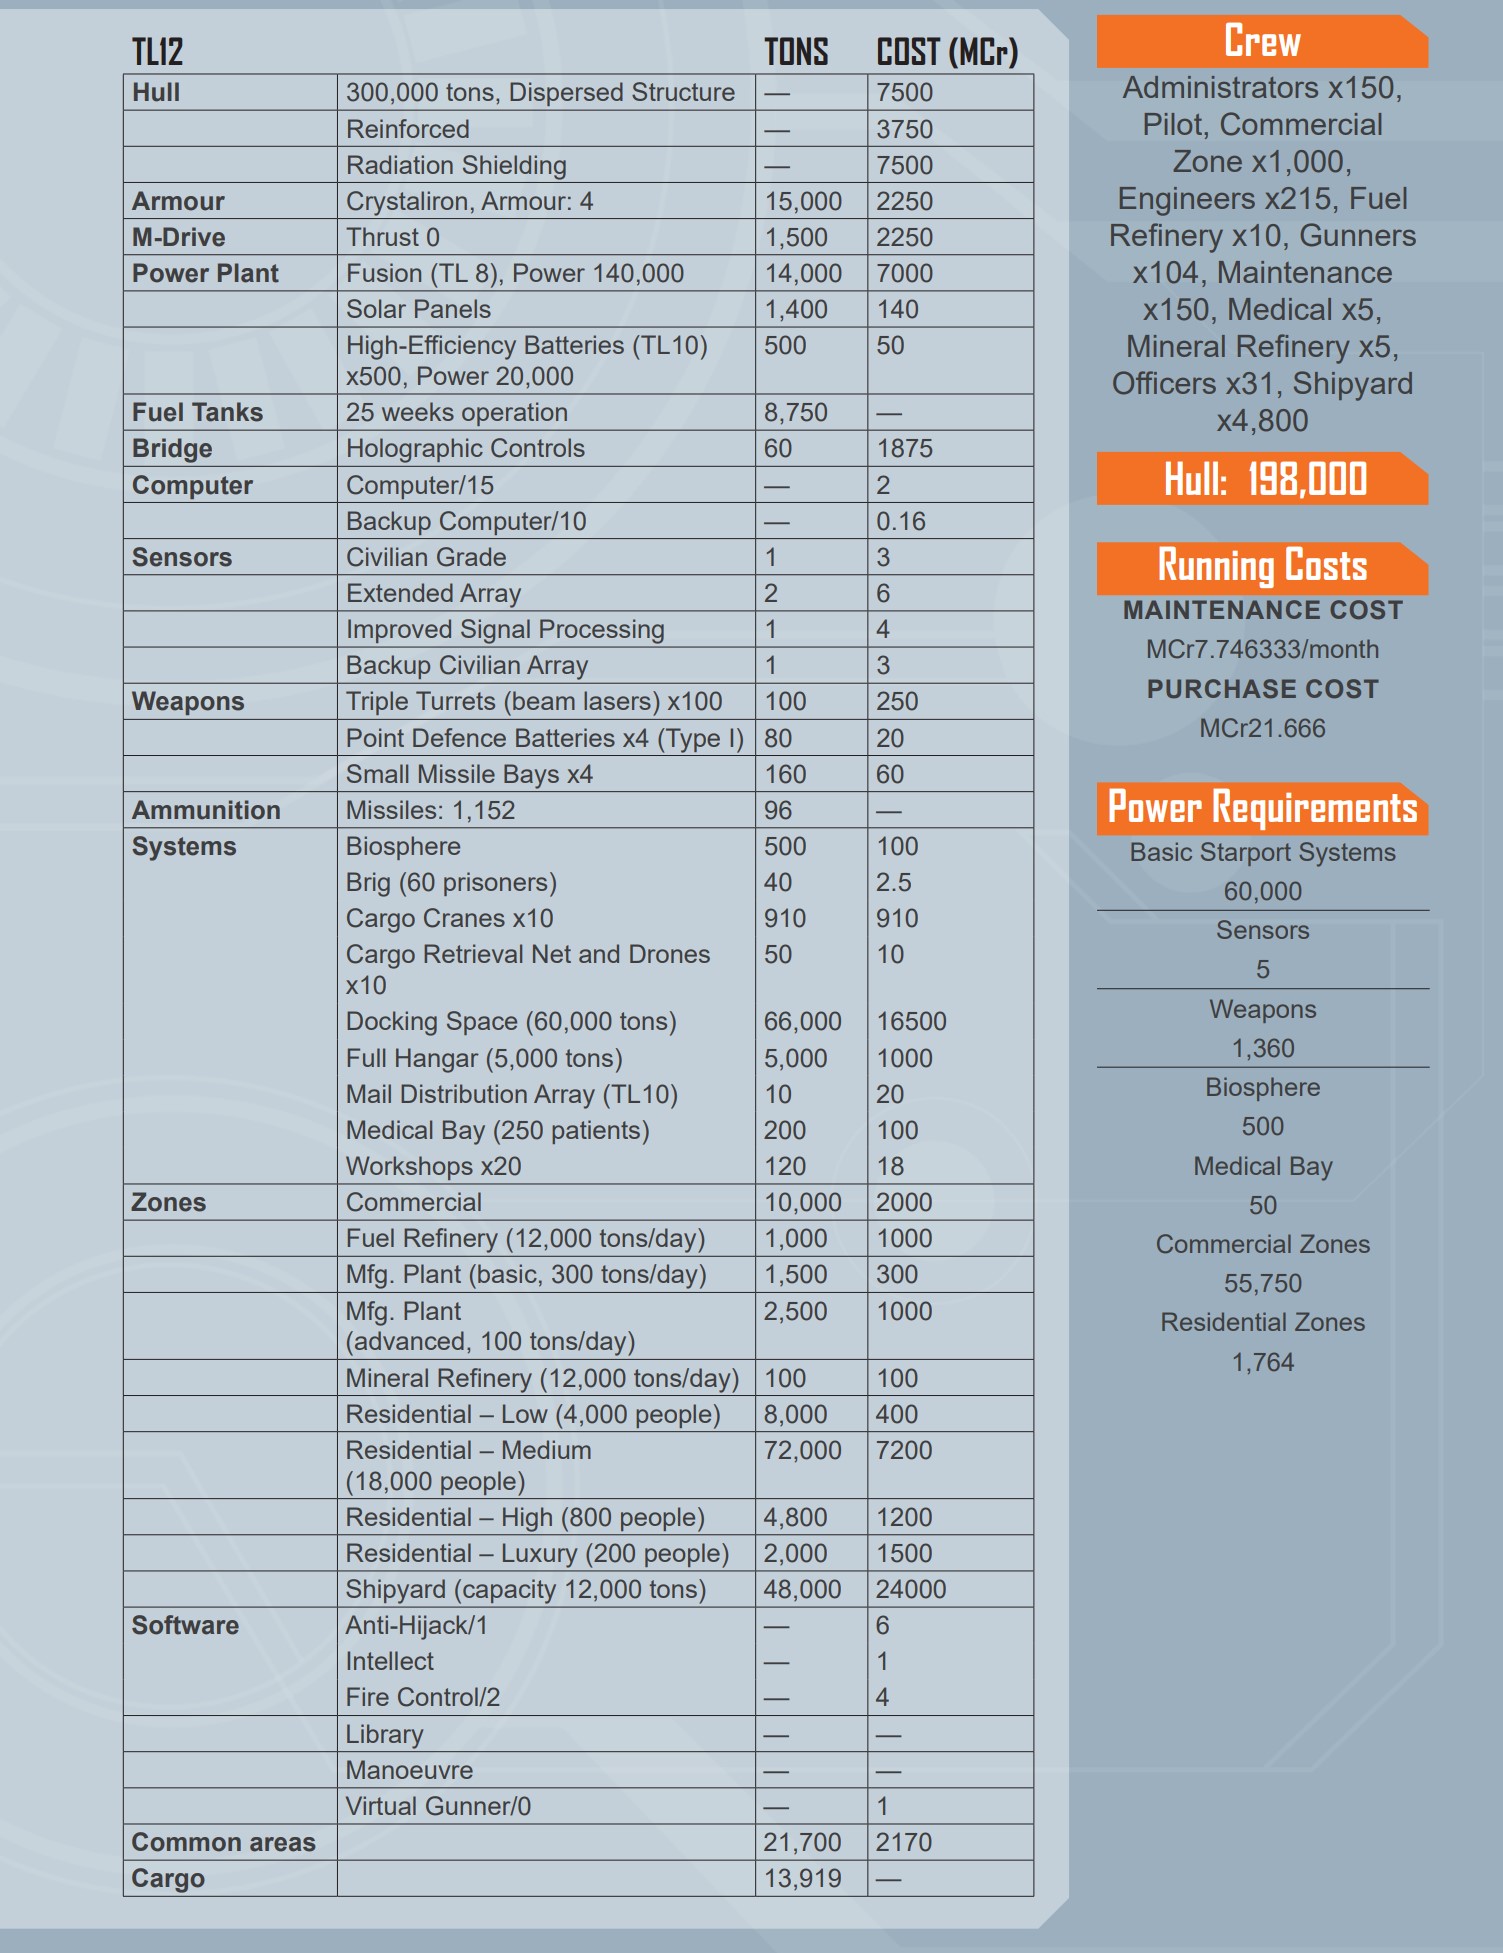 TL12 TONS COST (MCr)
Hull 300,000 tons, Dispersed Structure — 7500
Reinforced — 3750
Radiation Shielding — 7500
Armour Crystaliron, Armour: 4 15,000 2250
M-Drive Thrust 0 1,500 2250
Power Plant Fusion (TL 8), Power 140,000 14,000 7000
Solar Panels 1,400 140
High-Efficiency Batteries (TL10) 500 50
x500, Power 20,000
Fuel Tanks 25 weeks operation 8,750 —
Bridge Holographic Controls 60 1875
Computer Computer/15 — 2
Backup Computer/10 — 0.16
Sensors Civilian Grade 1 3
Extended Array 2 6
Improved Signal Processing 1 4
Backup Civilian Array 1 3
Weapons Triple Turrets (beam lasers) x100 100 250
Point Defence Batteries x4 (Type I) 80 20
Small Missile Bays x4 160 60
Ammunition Missiles: 1,152 96 —
Systems Biosphere 500 100
Brig (60 prisoners) 40 2.5
Cargo Cranes x10 910 910
Cargo Retrieval Net and Drones 50 10
x10
Docking Space (60,000 tons) 66,000 16500
Full Hangar (5,000 tons) 5,000 1000
Mail Distribution Array (TL10) 10 20
Medical Bay (250 patients) 200 100
Workshops x20 120 18
Zones Commercial 10,000 2000
Fuel Refinery (12,000 tons/day) 1,000 1000
Mfg. Plant (basic, 300 tons/day) 1,500 300
Mfg. Plant 2,500 1000
(advanced, 100 tons/day)
Mineral Refinery (12,000 tons/day) 100 100
Residential – Low (4,000 people) 8,000 400
Residential – Medium 72,000 7200
(18,000 people)
Residential – High (800 people) 4,800 1200
Residential – Luxury (200 people) 2,000 1500
Shipyard (capacity 12,000 tons) 48,000 24000
Software Anti-Hijack/1 — 6
Intellect — 1
Fire Control/2 — 4
Library — —
Manoeuvre — —
Virtual Gunner/0 — 1
Common areas 21,700 2170
Cargo 13,919 —
Crew
Administrators x150,
Pilot, Commercial
Zone x1,000,
Engineers x215, Fuel
Refinery x10, Gunners
x104, Maintenance
x150, Medical x5,
Mineral Refinery x5,
Officers x31, Shipyard
x4,800
Hull: 198,000
Running Costs
MAINTENANCE COST
MCr7.746333/month
PURCHASE COST
MCr21.666
Power Requirements
Basic Starport Systems
60,000
Sensors
5
Weapons
1,360
Biosphere
500
Medical Bay
50
Commercial Zones
55,750
Residential Zones
1,764